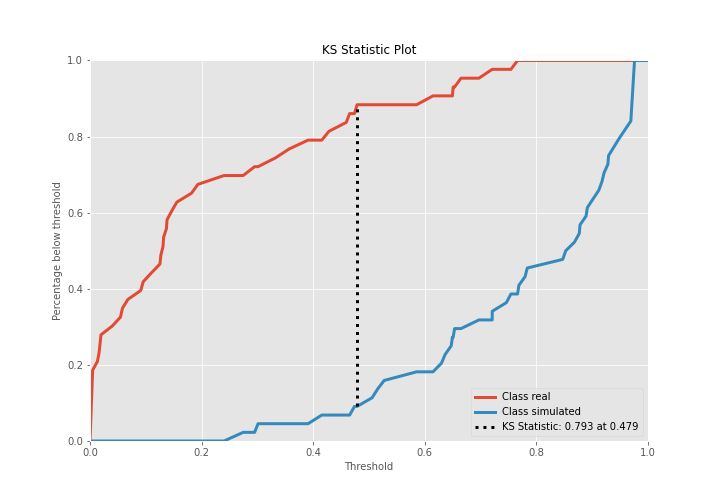 KS Statistic Plot
1.0
0.8
0.6
0.4
0.2
0.0
Percentage below threshold
0.0 0.2 0.4 0.6 0.8 1.0
Threshold
Class real
Class simulated
KS Statistic: 0.793 at 0.479